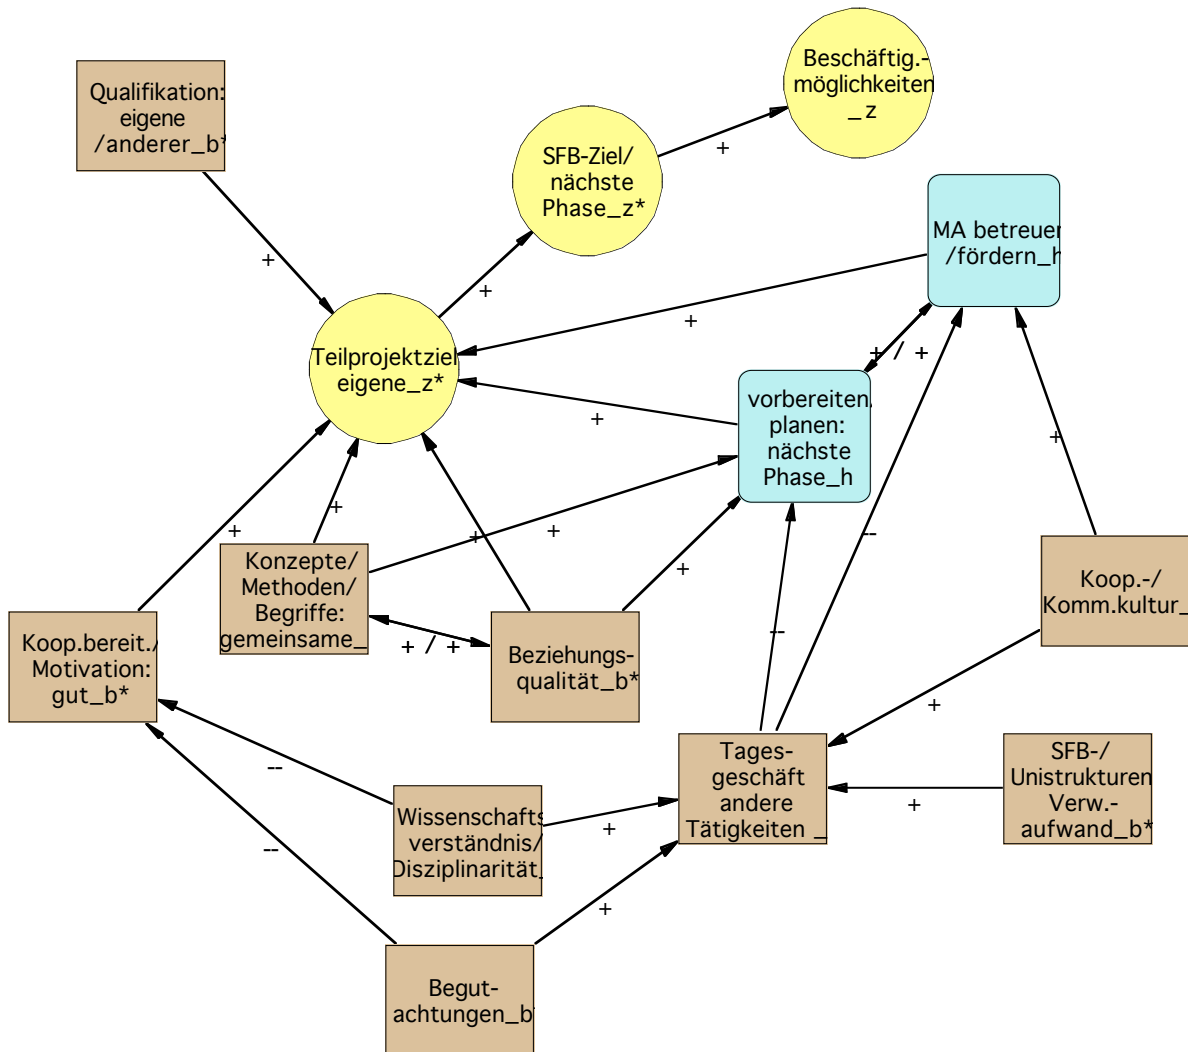 Beschäftig.-
möglichkeiten
_z
Qualifikation:
eigene
/anderer_b*
+
SFB-Ziel/
nächste
Phase_z*
MA betreuen
/fördern_h
+
+
+
Teilprojektziel
eigene_z*
+ / +
vorbereiten/
planen:
nächste
Phase_h
+
+
+
+
+
+
--
+
Konzepte/
Methoden/
Begriffe:
gemeinsame_
Koop.-/
Komm.kultur_
Koop.bereit./
Motivation:
gut_b*
+ / +
Beziehungs-
qualität_b*
--
+
--
Tages-
geschäft
andere
Tätigkeiten _
SFB-/
Unistrukturen
Verw.-
aufwand_b*
+
Wissenschafts
verständnis/
Disziplinarität_
+
--
+
Begut-
achtungen_b*